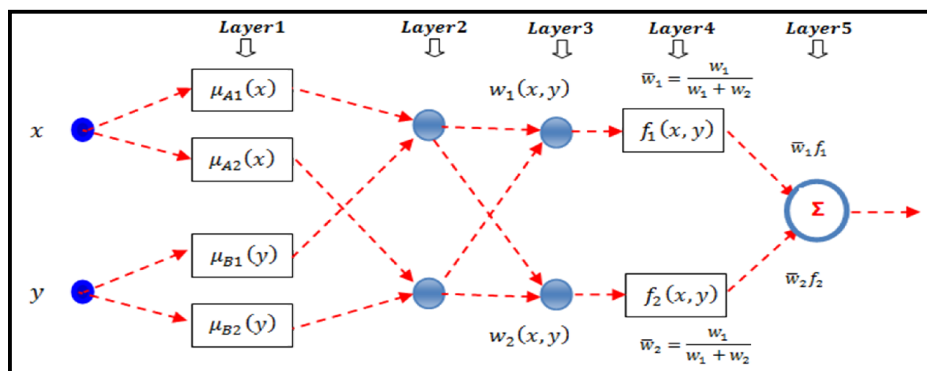 Layer1 Layer2 Layer3 Layer4 Layer5
μA1(x)
w1(x,y)
w̅1 = w1 / (w1 + w2)
x
f1(x,y)
μA2(x)
w̅1f1
Σ
μB1(y)
y
f2(x,y)
w̅2f2
μB2(y)
w2(x,y)
w̅2 = w1 / (w1 + w2)